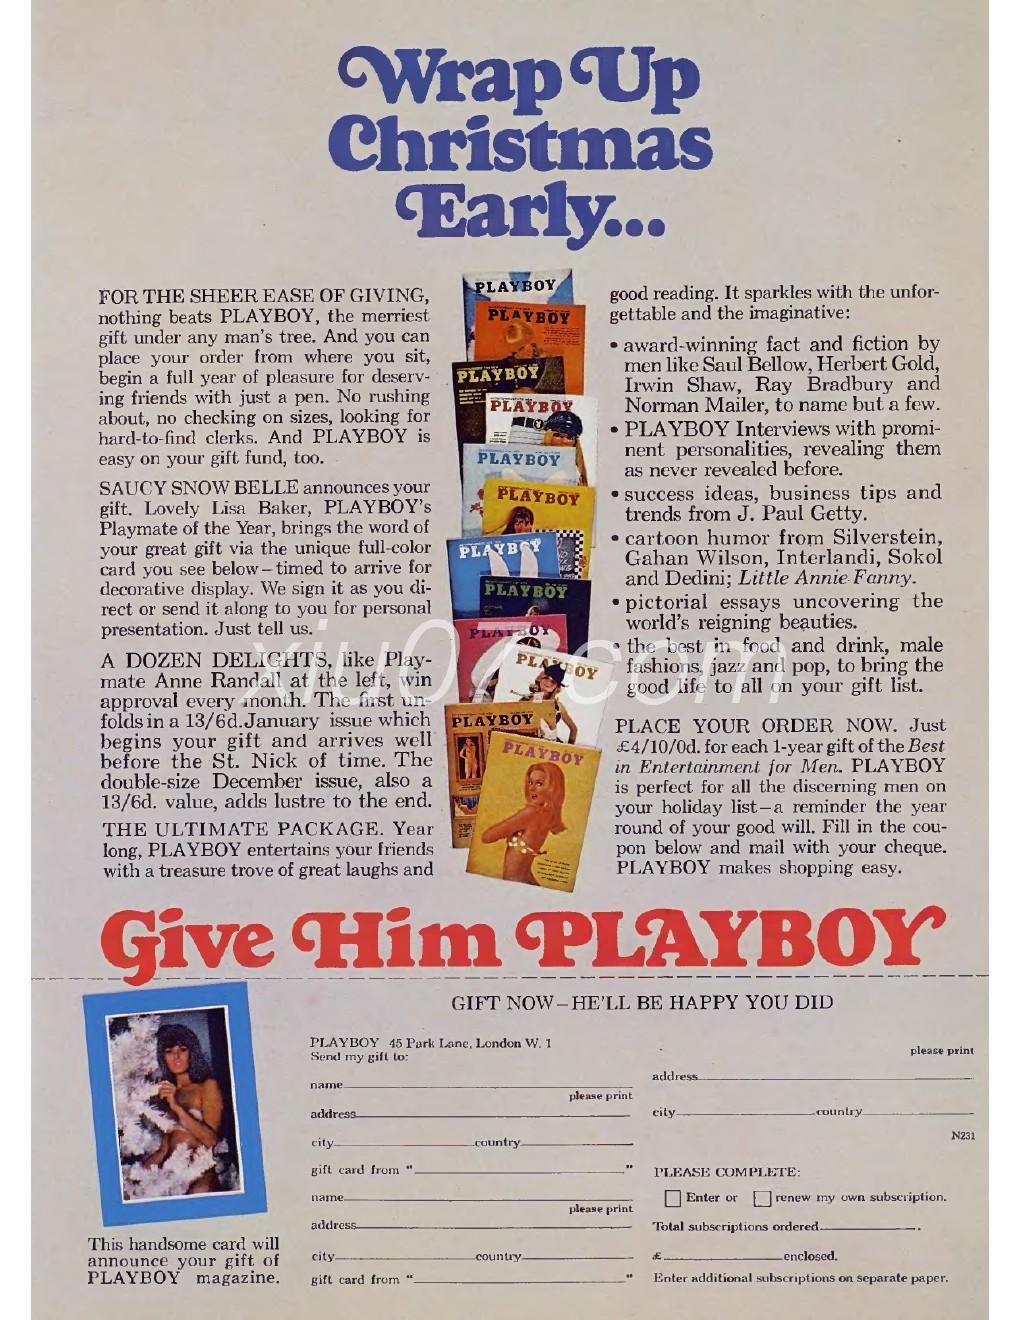 Wrap Up
Christmas
Early...
FOR THE SHEER EASE OF GIVING,
nothing beats PLAYBOY, the merriest
gift under any man's tree. And you can
place your order from where you sit,
begin a full year of pleasure for deserv-
ing friends with just a pen. No rushing
about, no checking on sizes, looking for
hard-to-find clerks. And PLAYBOY is
easy on your gift fund, too.
SAUCY SNOW BELLE announces your
gift. Lovely Lisa Baker, PLAYBOY's
Playmate of the Year, brings the word of
your great gift via the unique full-color
card you see below–timed to arrive for
decorative display. We sign it as you di-
rect or send it along to you for personal
presentation. Just tell us.
A DOZEN DELIGHTS, like Play-
mate Anne Randall at the left, win
approval every month. The first un-
folds in a 13/6d. January issue which
begins your gift and arrives well
before the St. Nick of time. The
double-size December issue, also a
13/6d. value, adds lustre to the end.
THE ULTIMATE PACKAGE. Year
long, PLAYBOY entertains your friends
with a treasure trove of great laughs and
PLAYBOY
PLAYBOY
PLAYBOY
PLAYBOY
PLAYBOY
PLAYBOY
PLAYBOY
PLAYBOY
PLAYBOY
PLAYBOY
PLAYBOY
PLAYBOY
good reading. It sparkles with the unfor-
gettable and the imaginative:
• award-winning fact and fiction by
men like Saul Bellow, Herbert Gold,
Irwin Shaw, Ray Bradbury and
Norman Mailer, to name but a few.
• PLAYBOY Interviews with promi-
nent personalities, revealing them
as never revealed before.
• success ideas, business tips and
trends from J. Paul Getty.
• cartoon humor from Silverstein,
Gahan Wilson, Interlandi, Sokol
and Dedini; Little Annie Fanny.
• pictorial essays uncovering the
world's reigning beauties.
• the best in food and drink, male
fashions, jazz and pop, to bring the
good life to all on your gift list.
PLACE YOUR ORDER NOW. Just
£4/10/0d. for each 1-year gift of the Best
in Entertainment for Men. PLAYBOY
is perfect for all the discerning men on
your holiday list–a reminder the year
round of your good will. Fill in the cou-
pon below and mail with your cheque.
PLAYBOY makes shopping easy.
xiu07.com
Give Him PLAYBOY
GIFT NOW–HE'LL BE HAPPY YOU DID
This handsome card will
announce your gift of
PLAYBOY magazine.
PLAYBOY 45 Park Lane, London W. 1
Send my gift to:
name
please print
address
city country
gift card from " "
name
please print
address
city country
gift card from " "
please print
address
city country
N231
PLEASE COMPLETE:
Enter or renew my own subscription.
Total subscriptions ordered .
£ enclosed.
Enter additional subscriptions on separate paper.